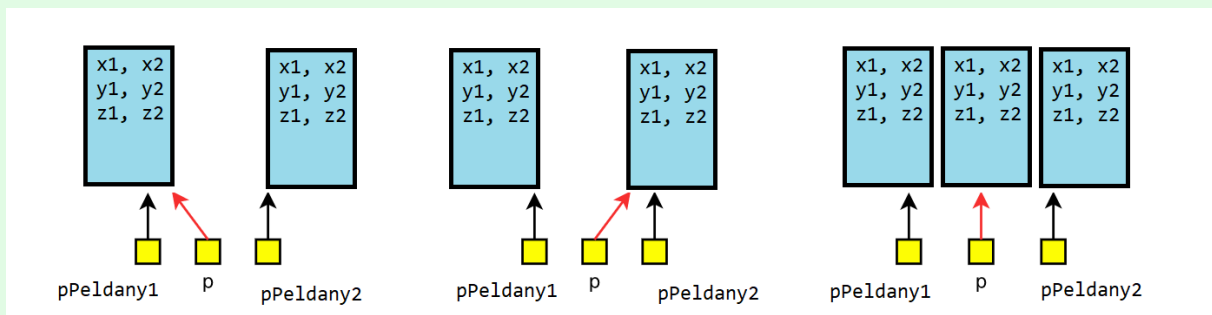 x1, x2
y1, y2
z1, z2
x1, x2
y1, y2
z1, z2
pPeldany1
p
pPeldany2
x1, x2
y1, y2
z1, z2
x1, x2
y1, y2
z1, z2
pPeldany1
p
pPeldany2
x1, x2
y1, y2
z1, z2
x1, x2
y1, y2
z1, z2
x1, x2
y1, y2
z1, z2
pPeldany1
p
pPeldany2